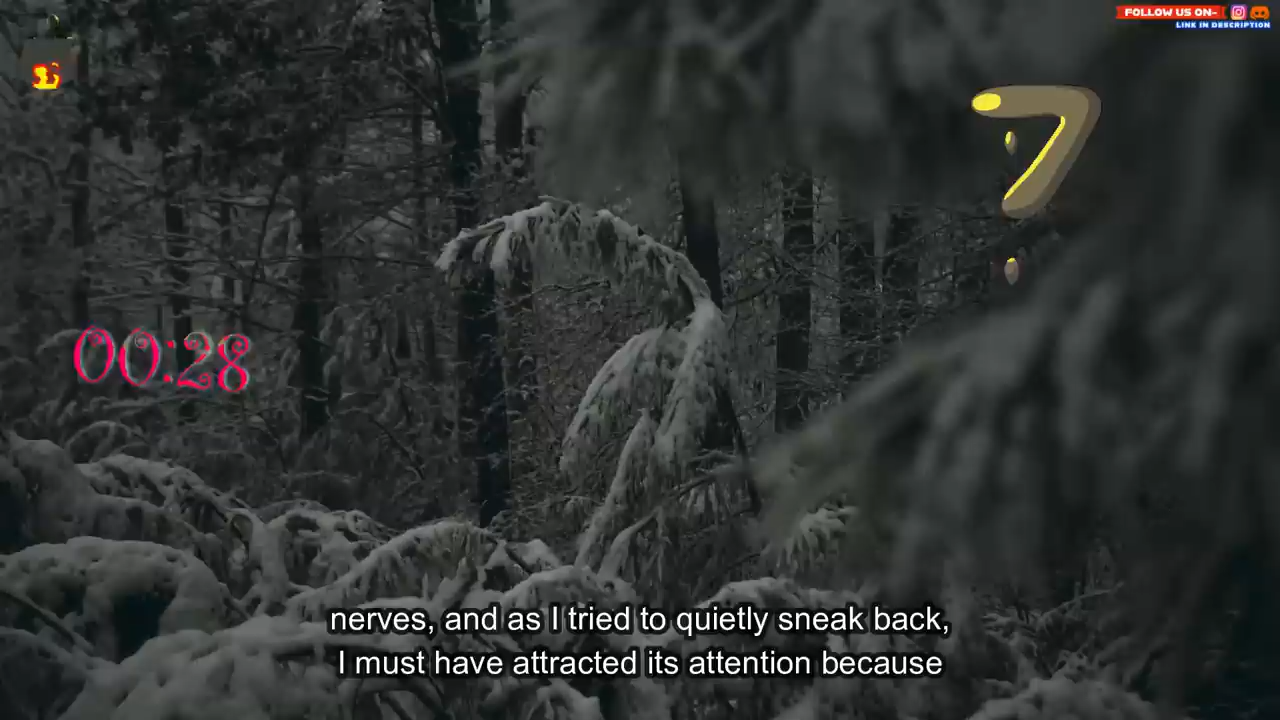 FOLLOW US ON-
LINK IN DESCRIPTION
7
00:28
nerves, and as I tried to quietly sneak back,
I must have attracted its attention because